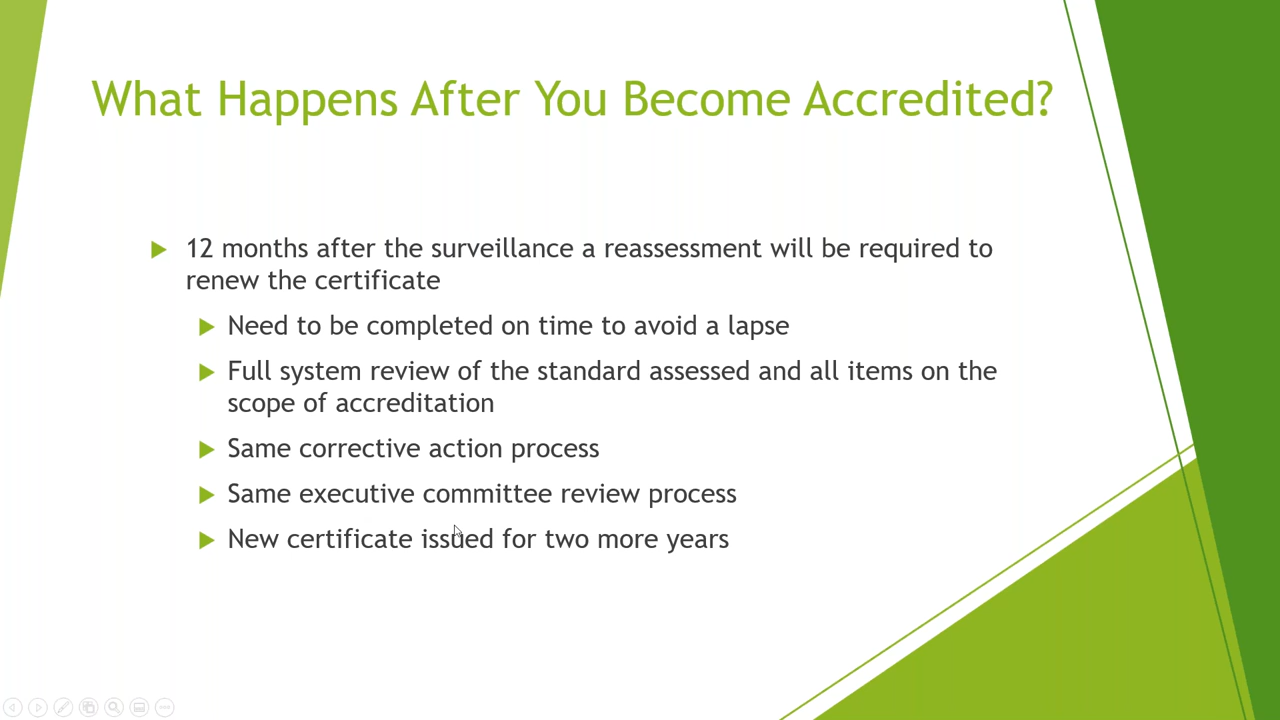 What Happens After You Become Accredited?
12 months after the surveillance a reassessment will be required to
renew the certificate
Need to be completed on time to avoid a lapse
Full system review of the standard assessed and all items on the
scope of accreditation
Same corrective action process
Same executive committee review process
New certificate issued for two more years